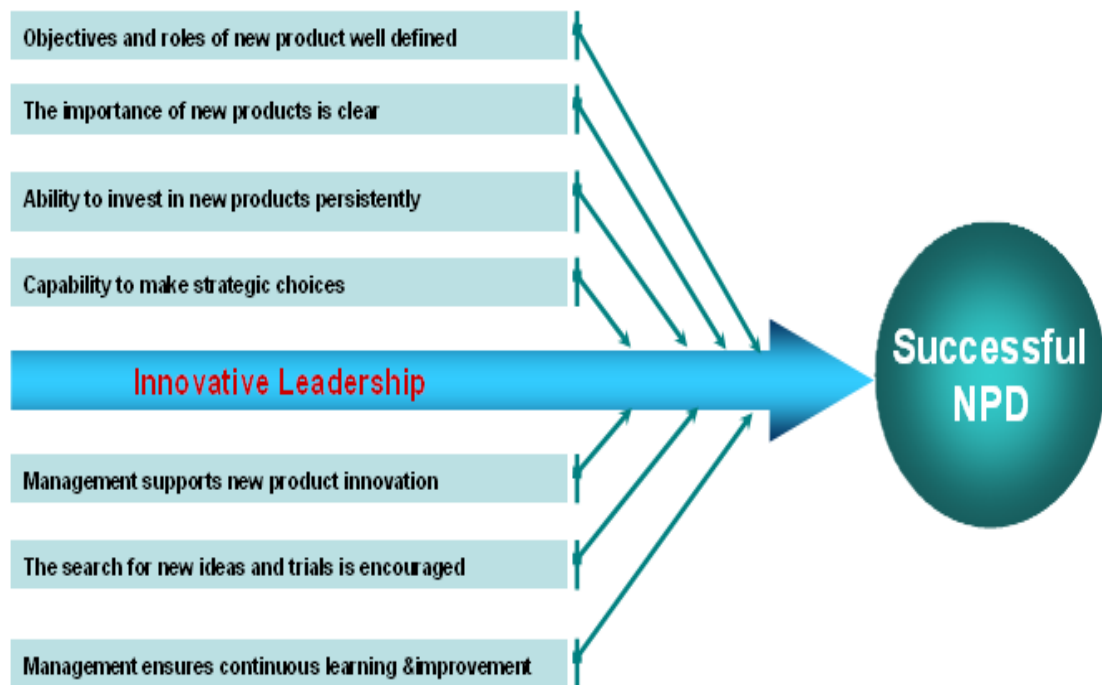 Objectives and roles of new product well defined
The importance of new products is clear
Ability to invest in new products persistently
Capability to make strategic choices
Innovative Leadership
Successful
NPD
Management supports new product innovation
The search for new ideas and trials is encouraged
Management ensures continuous learning &improvement